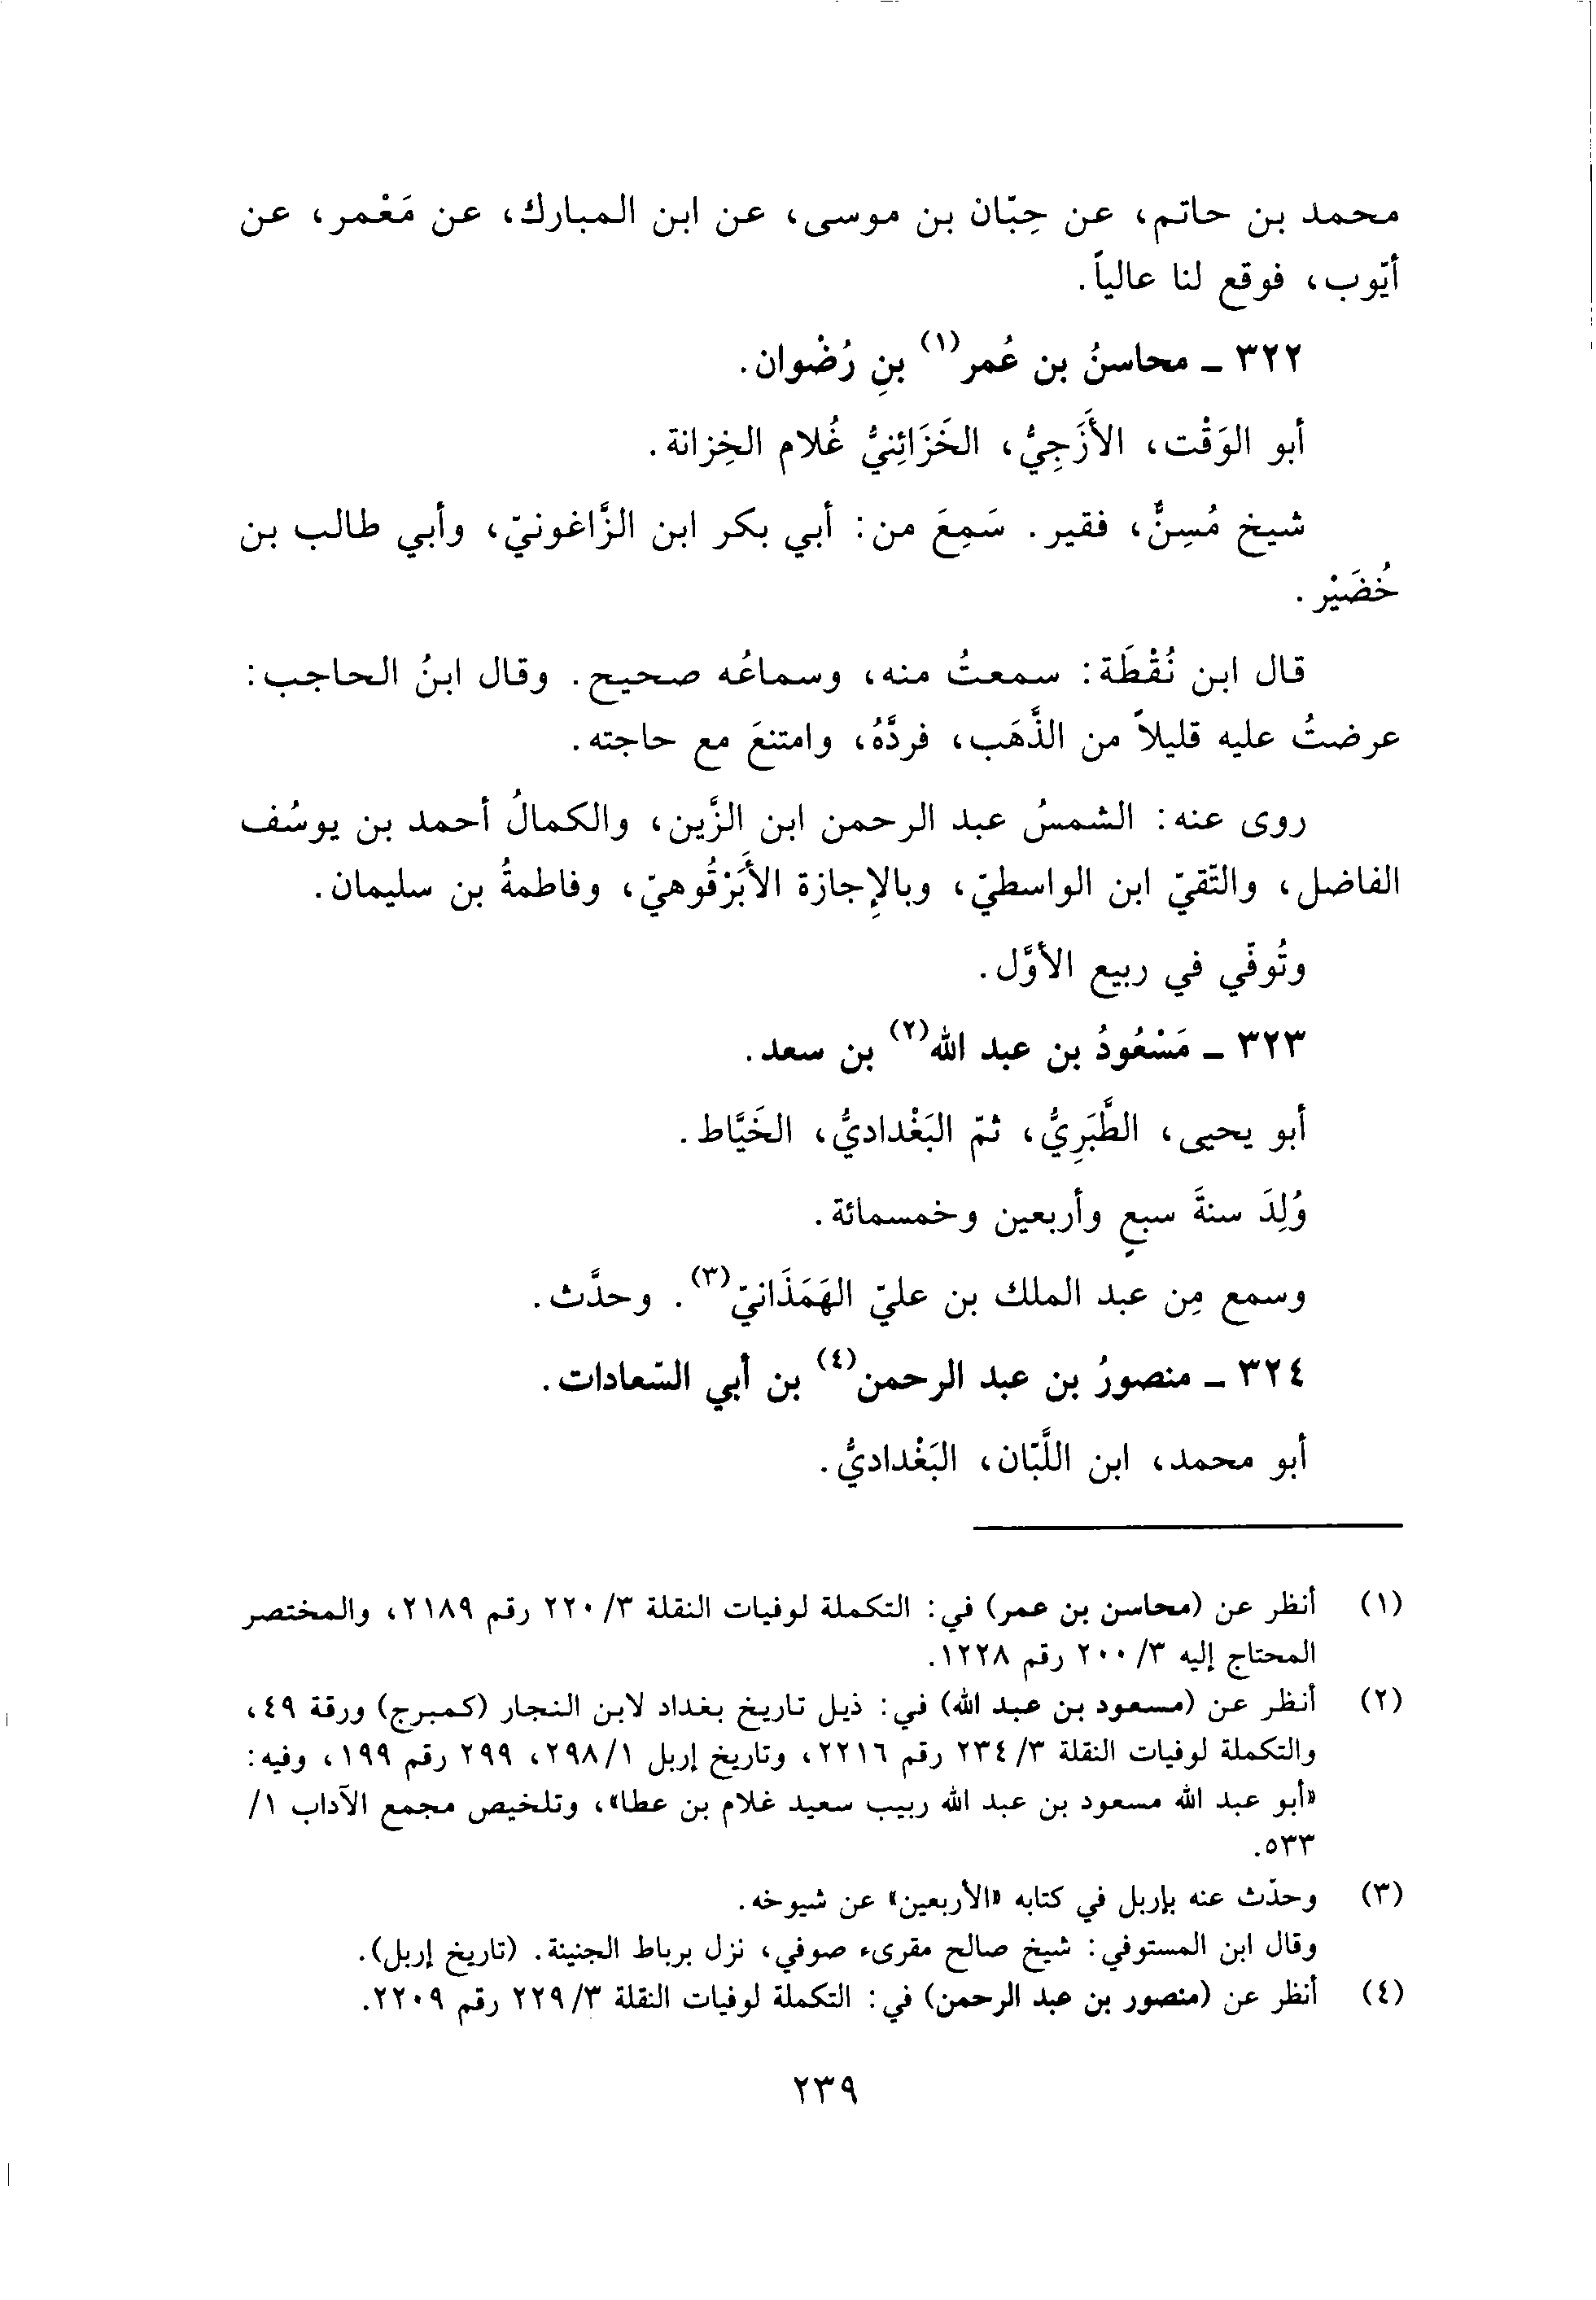 محمد بن حاتم، عن حِبّان بن موسى، عن ابن المبارك، عن مَعْمر، عن
أيّوب، فوقع لنا عالياً.
٣٢٢ ـ محاسنُ بن عُمر(١) بنِ رُضْوان.
أبو الوَقْت، الأَزَجِيُّ، الخَزَائِنيُّ غُلام الخِزانة.
شيخ مُسِنٌّ، فقير. سَمِعَ من: أبي بكر ابن الزَّاغونيّ، وأبي طالب بن
خُضَيْر.
قال ابن نُقْطَة: سمعتُ منه، وسماعُه صحيح. وقال ابنُ الحاجب:
عرضتُ عليه قليلاً من الذَّهَب، فردَّهُ، وامتنعَ مع حاجته.
روى عنه: الشمسُ عبد الرحمن ابن الزَّين، والكمالُ أحمد بن يوسُف
الفاضل، والتّقيّ ابن الواسطيّ، وبالإِجازة الأَبَرْقُوهيّ، وفاطمةُ بن سليمان.
وتُوفّي في ربيع الأوَّل.
٣٢٣ ـ مَسْعُودُ بن عبد الله(٢) بن سعد.
أبو يحيى، الطَّبَرِيُّ، ثمّ البَغْداديُّ، الخَيَّاط.
وُلِدَ سنةَ سبعٍ وأربعين وخمسمائة.
وسمع مِن عبد الملك بن عليّ الهَمَذَانيّ(٣). وحدَّث.
٣٢٤ ـ منصورُ بن عبد الرحمن(٤) بن أبي السّعادات.
أبو محمد، ابن اللَّبّان، البَغْداديُّ.
(١) أنظر عن (محاسن بن عمر) في: التكملة لوفيات النقلة ٣/ ٢٢٠ رقم ٢١٨٩، والمختصر
المحتاج إليه ٣/ ٢٠٠ رقم ١٢٢٨.
(٢) أنظر عن (مسعود بن عبد الله) في: ذيل تاريخ بغداد لابن النجار (كمبرج) ورقة ٤٩،
والتكملة لوفيات النقلة ٣/ ٢٣٤ رقم ٢٢١٦، وتاريخ إربل ١/ ٢٩٨، ٢٩٩ رقم ١٩٩، وفيه:
«أبو عبد الله مسعود بن عبد الله ربيب سعيد غلام بن عطا»، وتلخيص مجمع الآداب ١/
٥٣٣.
(٣) وحدّث عنه بإربل في كتابه «الأربعين» عن شيوخه.
وقال ابن المستوفي: شيخ صالح مقرىء صوفي، نزل برباط الجنينة. (تاريخ إربل).
(٤) أنظر عن (منصور بن عبد الرحمن) في: التكملة لوفيات النقلة ٣/ ٢٢٩ رقم ٢٢٠٩.
٢٣٩